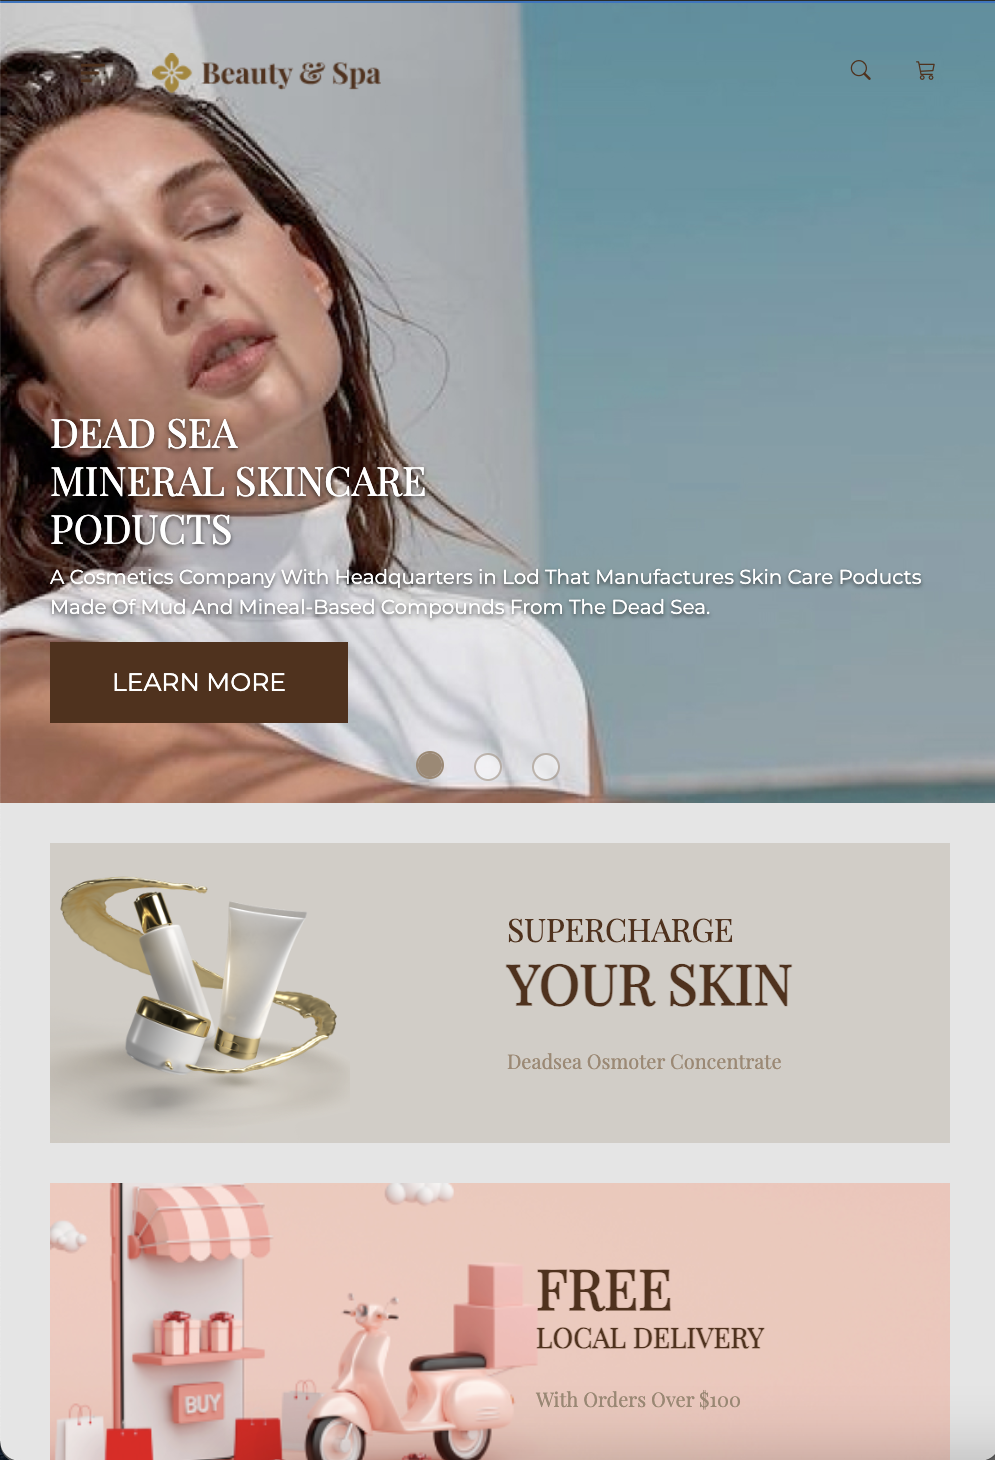 Beauty & Spa
DEAD SEA
MINERAL SKINCARE
PODUCTS
A Cosmetics Company With Headquarters in Lod That Manufactures Skin Care Poducts
Made Of Mud And Mineal-Based Compounds From The Dead Sea.
LEARN MORE
SUPERCHARGE
YOUR SKIN
Deadsea Osmoter Concentrate
FREE
LOCAL DELIVERY
With Orders Over $100
BUY